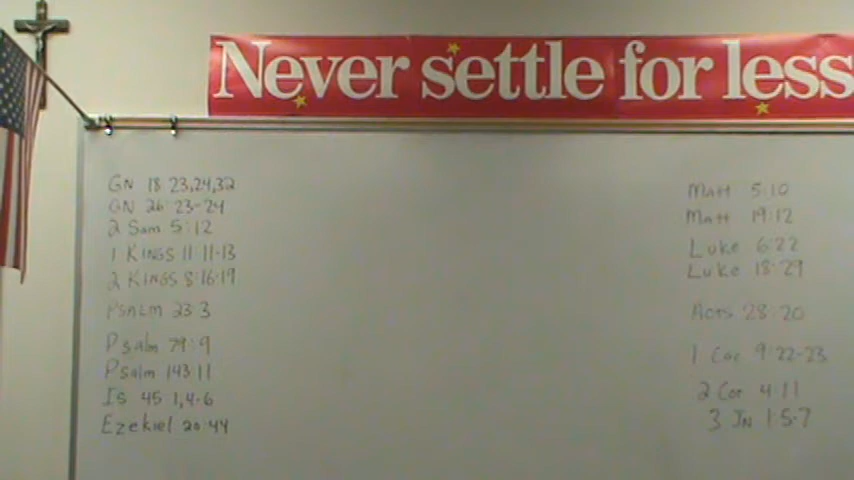 Never settle for less
GN 18 23,24,32
GN 26:23-24
2 Sam 5:12
1 KINGS 11:11-13
2 KINGS 8:16-19
PSALM 23:3
Psalm 79:9
Psalm 143:11
IS 45 1,4-6
Ezekiel 20:44
Matt 5:10
Matt 19:12
Luke 6:22
Luke 18:29
Acts 28:20
1 Cor 9:22-23
2 Cor 4:11
3 JN 1:5-7